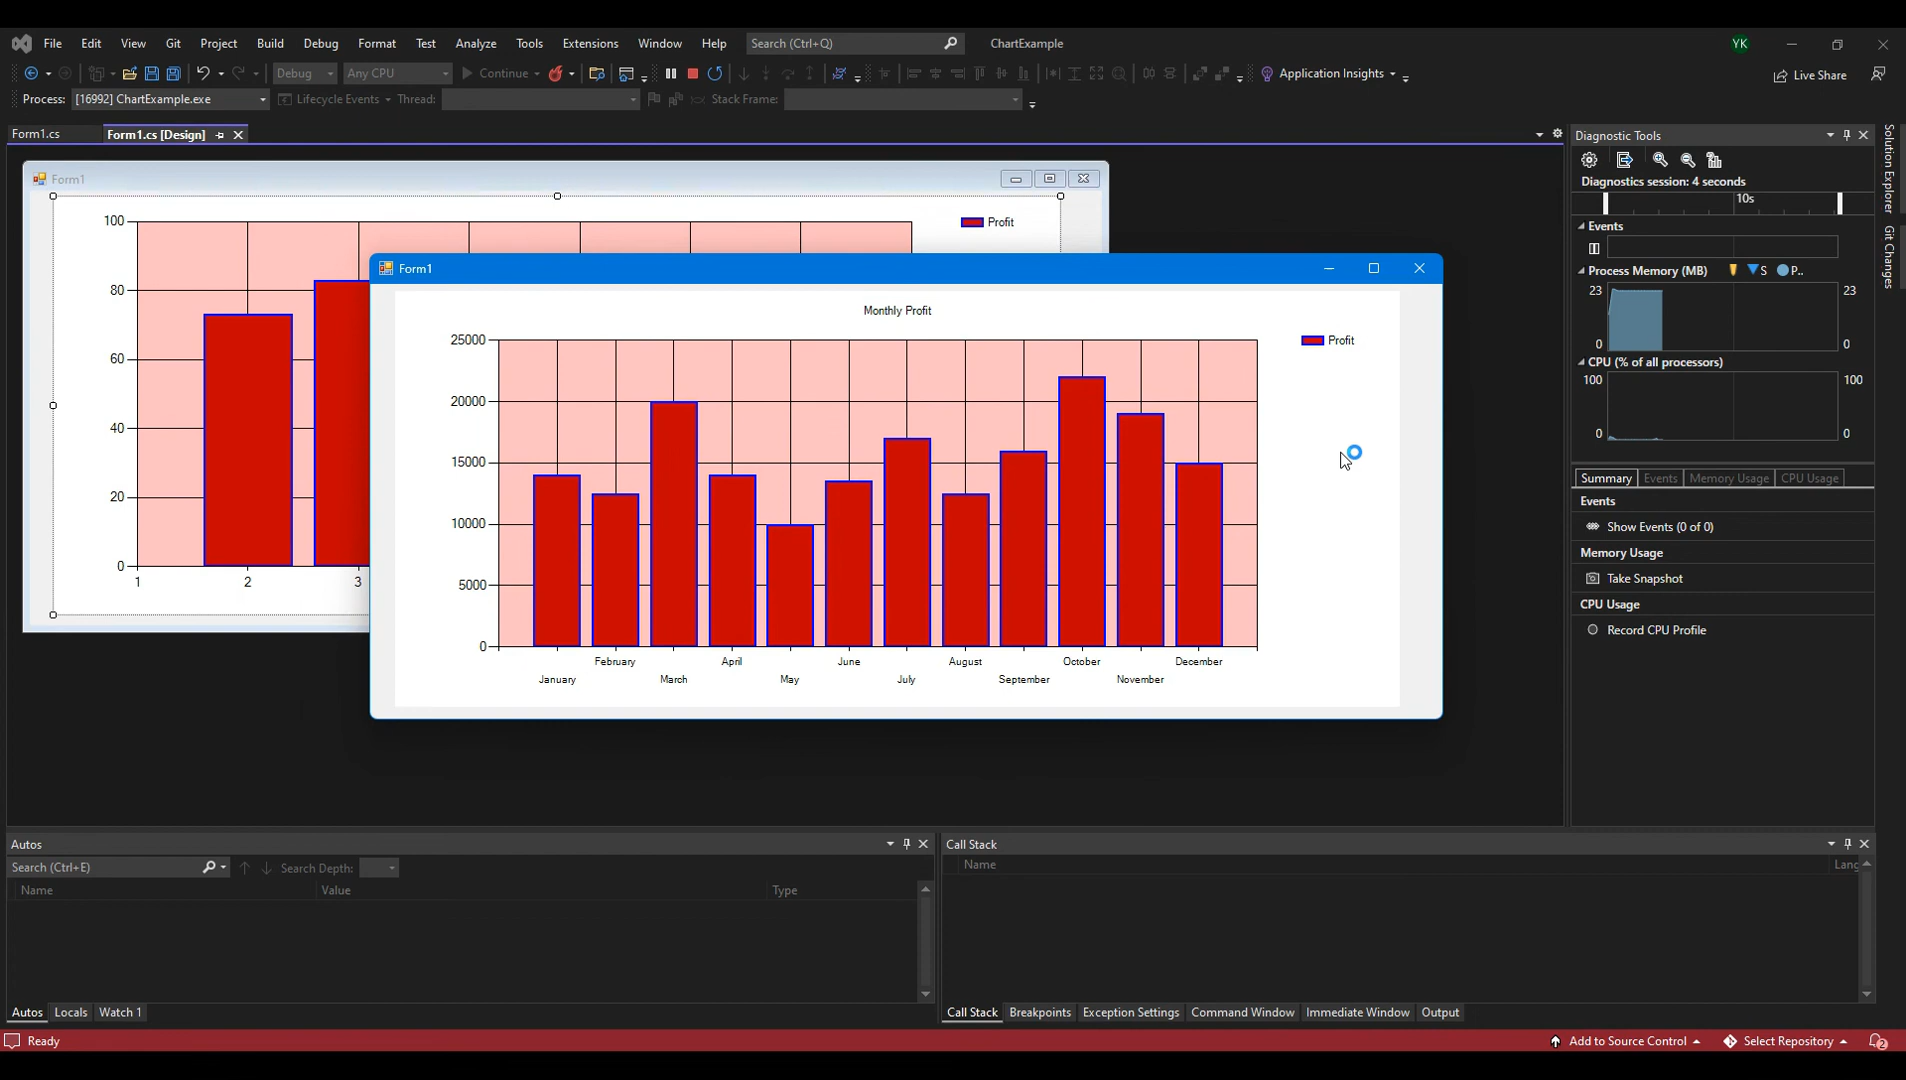 File Edit View Git Project Build Debug Format Test Analyze Tools Extensions Window Help Search (Ctrl+Q) ChartExample YK
Debug Any CPU Continue Application Insights Live Share
Process: [16992] ChartExample.exe Lifecycle Events Thread: Stack Frame:
Form1.cs Form1.cs [Design]
Form1
100
80
60
40
20
0
1 2 3
Profit
Form1
Monthly Profit
25000
20000
15000
10000
5000
0
Profit
February April June August October December
January March May July September November
Diagnostic Tools
Diagnostics session: 4 seconds
10s
Events
Process Memory (MB) S P..
23 23
0 0
CPU (% of all processors)
100 100
0 0
Summary Events Memory Usage CPU Usage
Events
Show Events (0 of 0)
Memory Usage
Take Snapshot
CPU Usage
Record CPU Profile
Solution Explorer
Git Changes
Autos
Search (Ctrl+E) Search Depth:
Name Value Type
Autos Locals Watch 1
Call Stack
Name Lang
Call Stack Breakpoints Exception Settings Command Window Immediate Window Output
Ready Add to Source Control Select Repository 2